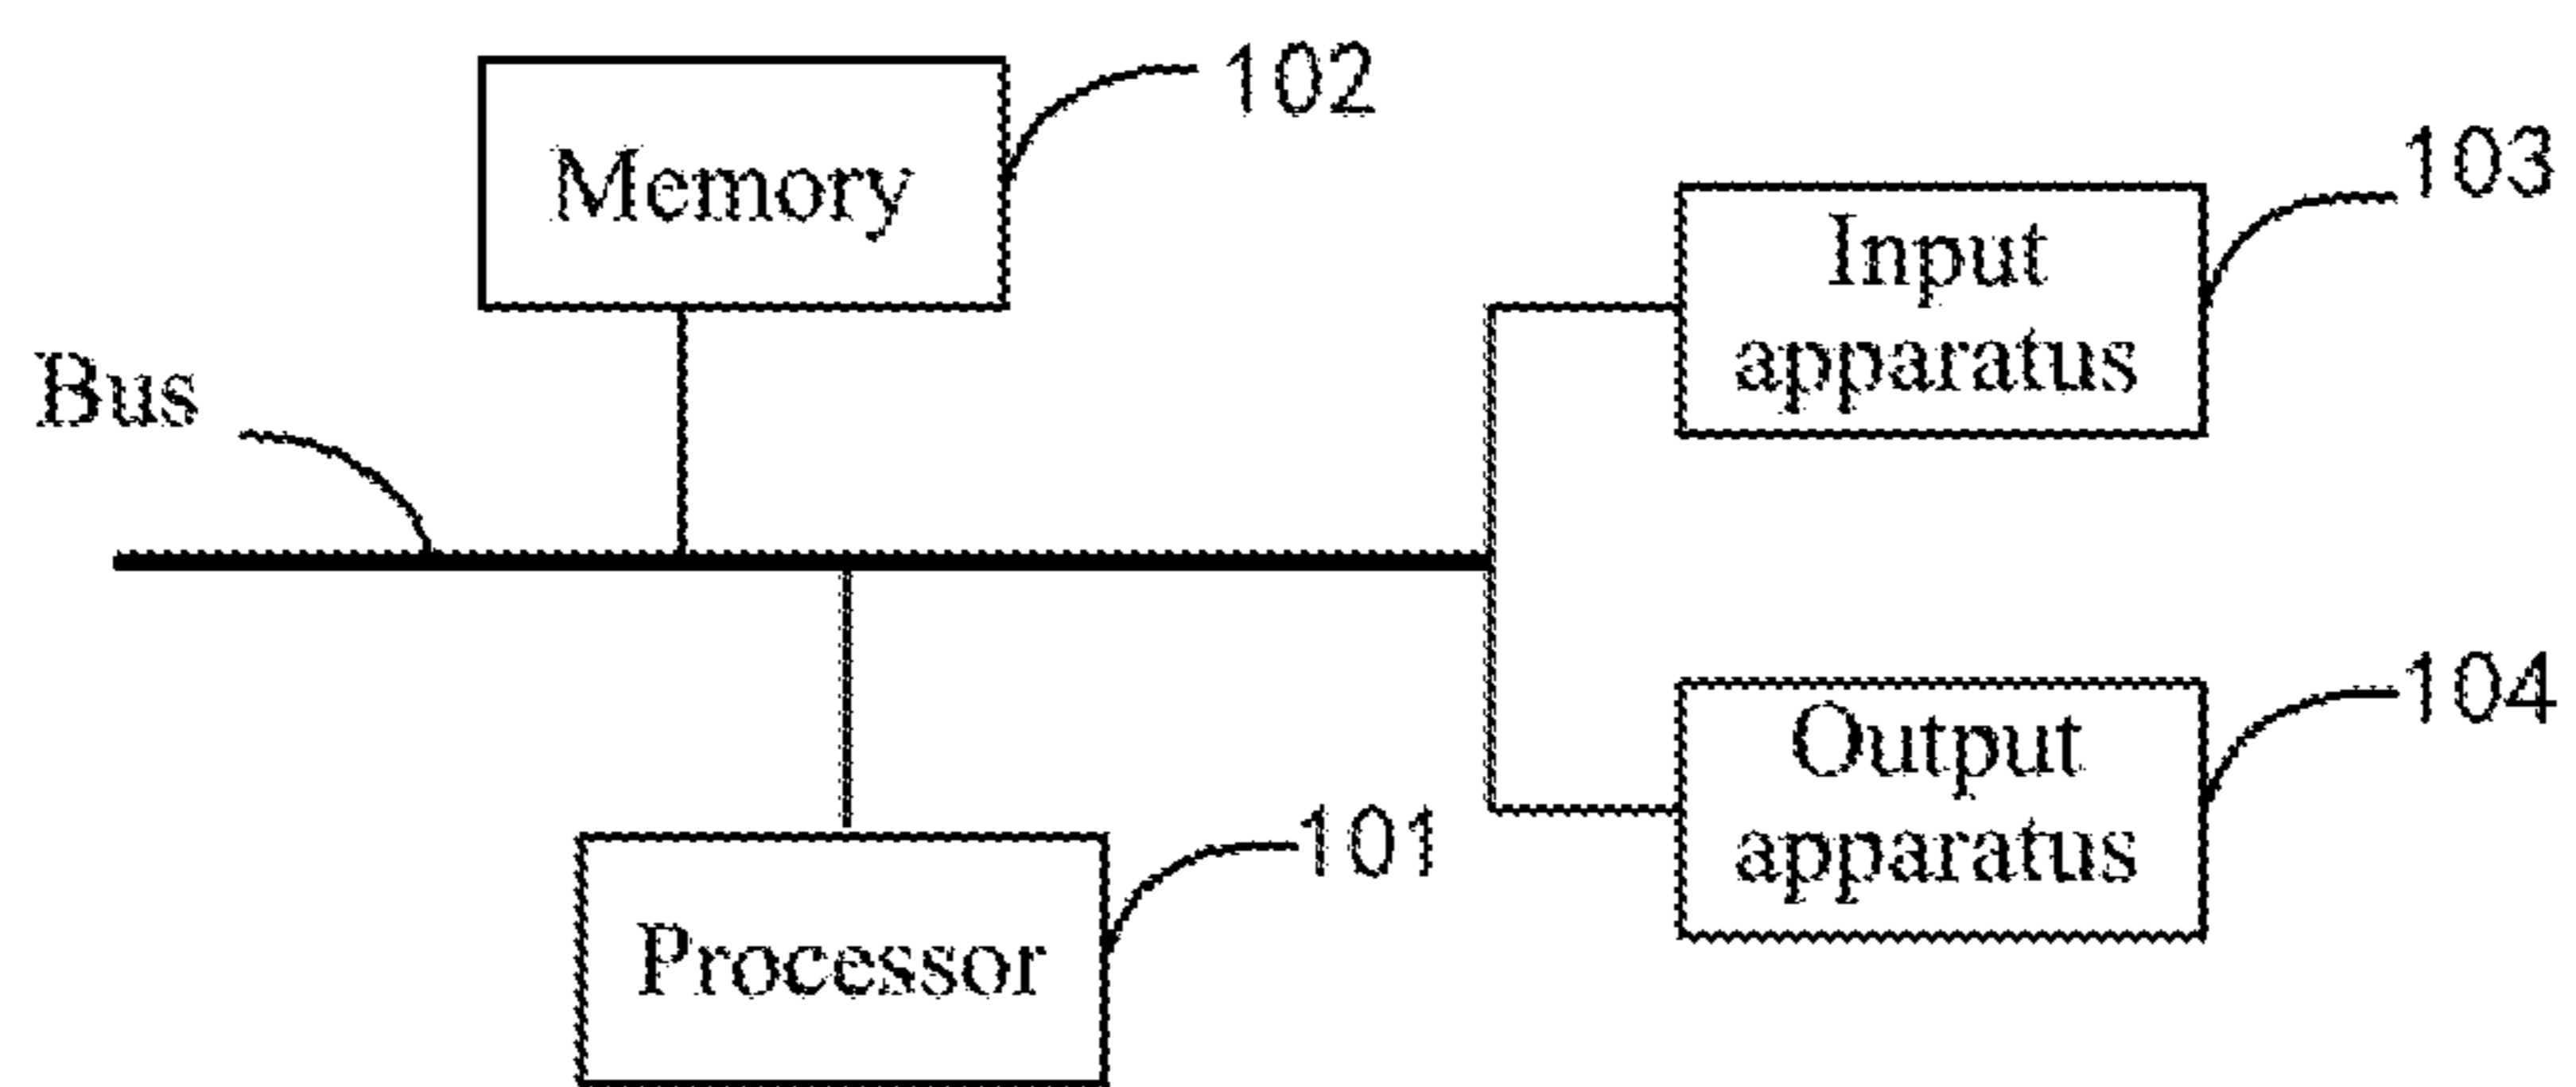 102
Memory
103
Input
apparatus
Bus
104
Output
apparatus
101
Processor